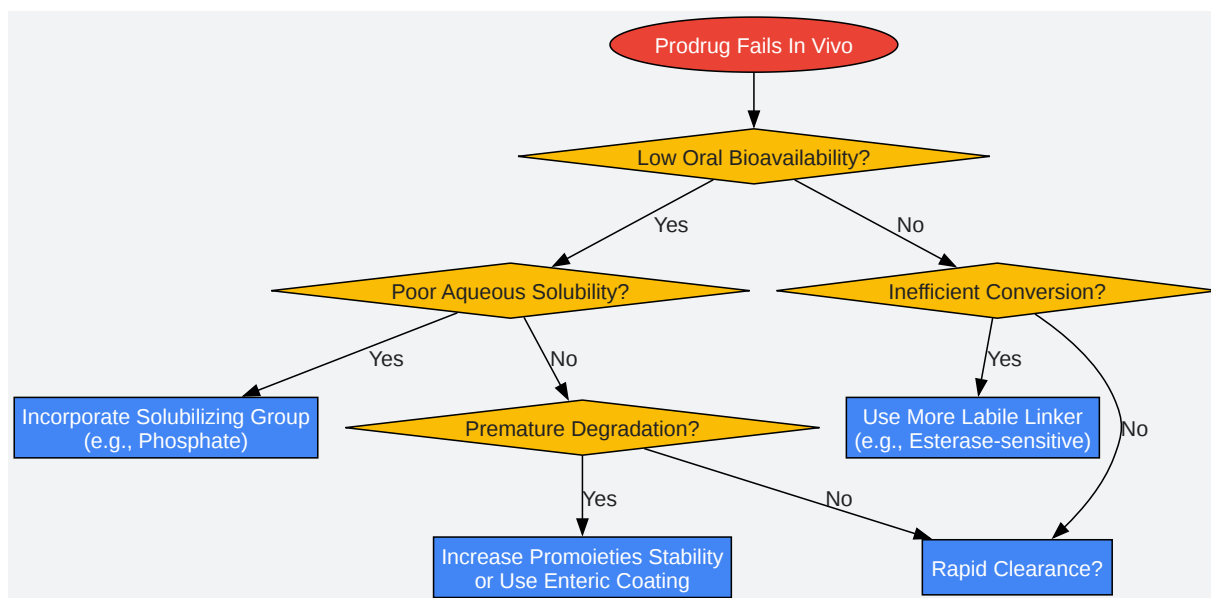 Prodrug Fails In Vivo
Low Oral Bioavailability?
Yes
No
Poor Aqueous Solubility?
Inefficient Conversion?
Yes
No
Yes
No
Incorporate Solubilizing Group
(e.g., Phosphate)
Premature Degradation?
Use More Labile Linker
(e.g., Esterase-sensitive)
Yes
No
Increase Promoieties Stability
or Use Enteric Coating
Rapid Clearance?